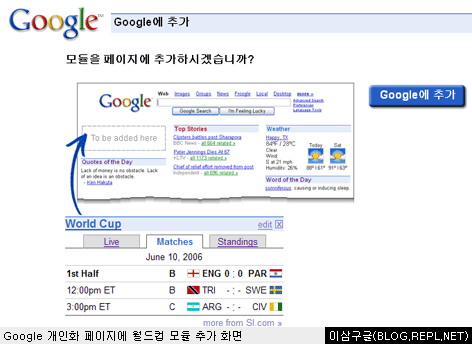 Google™ Google에 추가
모듈을 페이지에 추가하시겠습니까?
Google에 추가
Web Images Groups News Froogle Local Desktop more »
Google
Advanced Search
Preferences
Language Tools
Google Search I'm Feeling Lucky
To be added here
Top Stories
Clijsters battles past Sharapova
BBC News - all 664 related »
Peter Jennings Dies At 67
KLTV - all 1173 related »
Chief of relief effort removed from post
Independent - all 696 related »
Weather
Happy, TX
84°F / 28°C
Clear
Wind:
S at 21 mph
Humidity: 26%
Today Sat
88°|61° 91°|63°
Quotes of the Day
Lack of money is no obstacle. Lack
of an idea is an obstacle.
- Ken Hakuta
Word of the Day
somniferous: causing or inducing sleep.
World Cup edit X
Live Matches Standings
June 10, 2006
1st Half B ENG 0 : 0 PAR
12:00pm ET B TRI - : - SWE
3:00pm ET C ARG - : - CIV
more from SI.com »
Google 개인화 페이지에 월드컵 모듈 추가 화면 이삼구글(BLOG.REPL.NET)